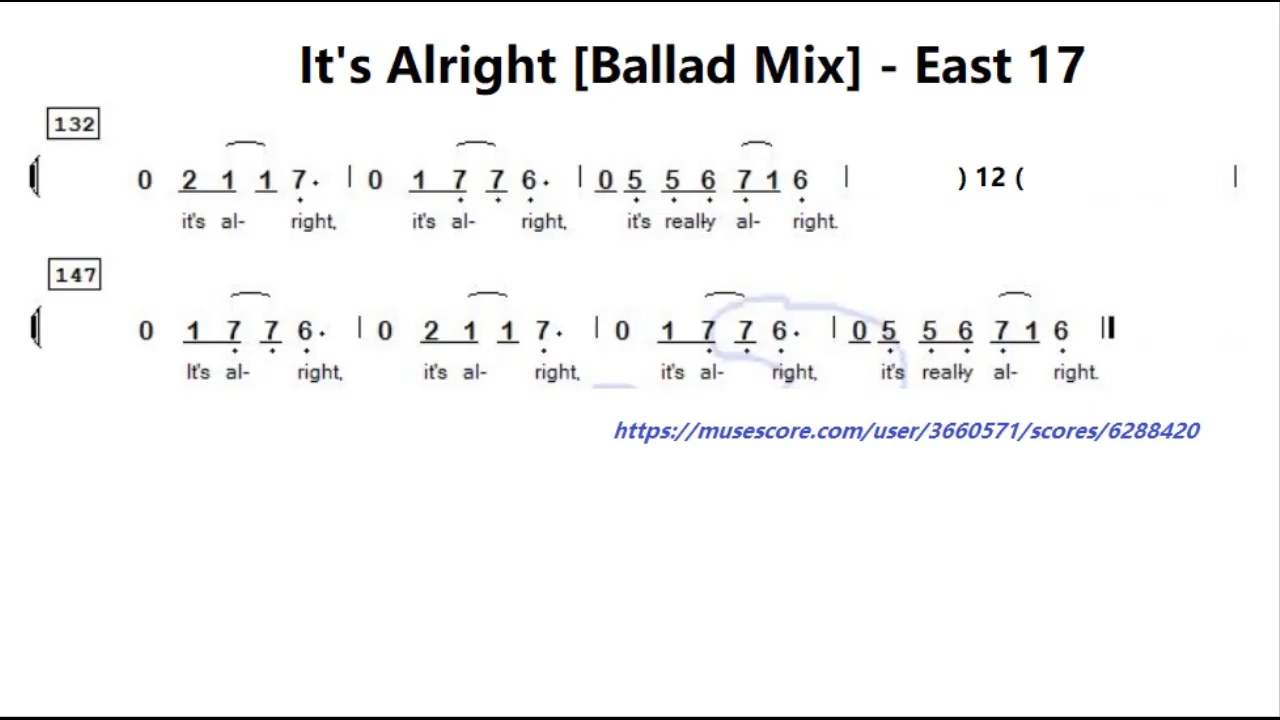 It's Alright [Ballad Mix] - East 17
132
0 2 1 1 7· | 0 1 7 7 6· | 0 5 5 6 7 1 6 | ) 12 ( |
it's al- right, it's al- right, it's really al- right.
147
0 1 7 7 6· | 0 2 1 1 7· | 0 1 7 7 6· | 0 5 5 6 7 1 6 ||
It's al- right, it's al- right, it's al- right, it's really al- right.
https://musescore.com/user/3660571/scores/6288420